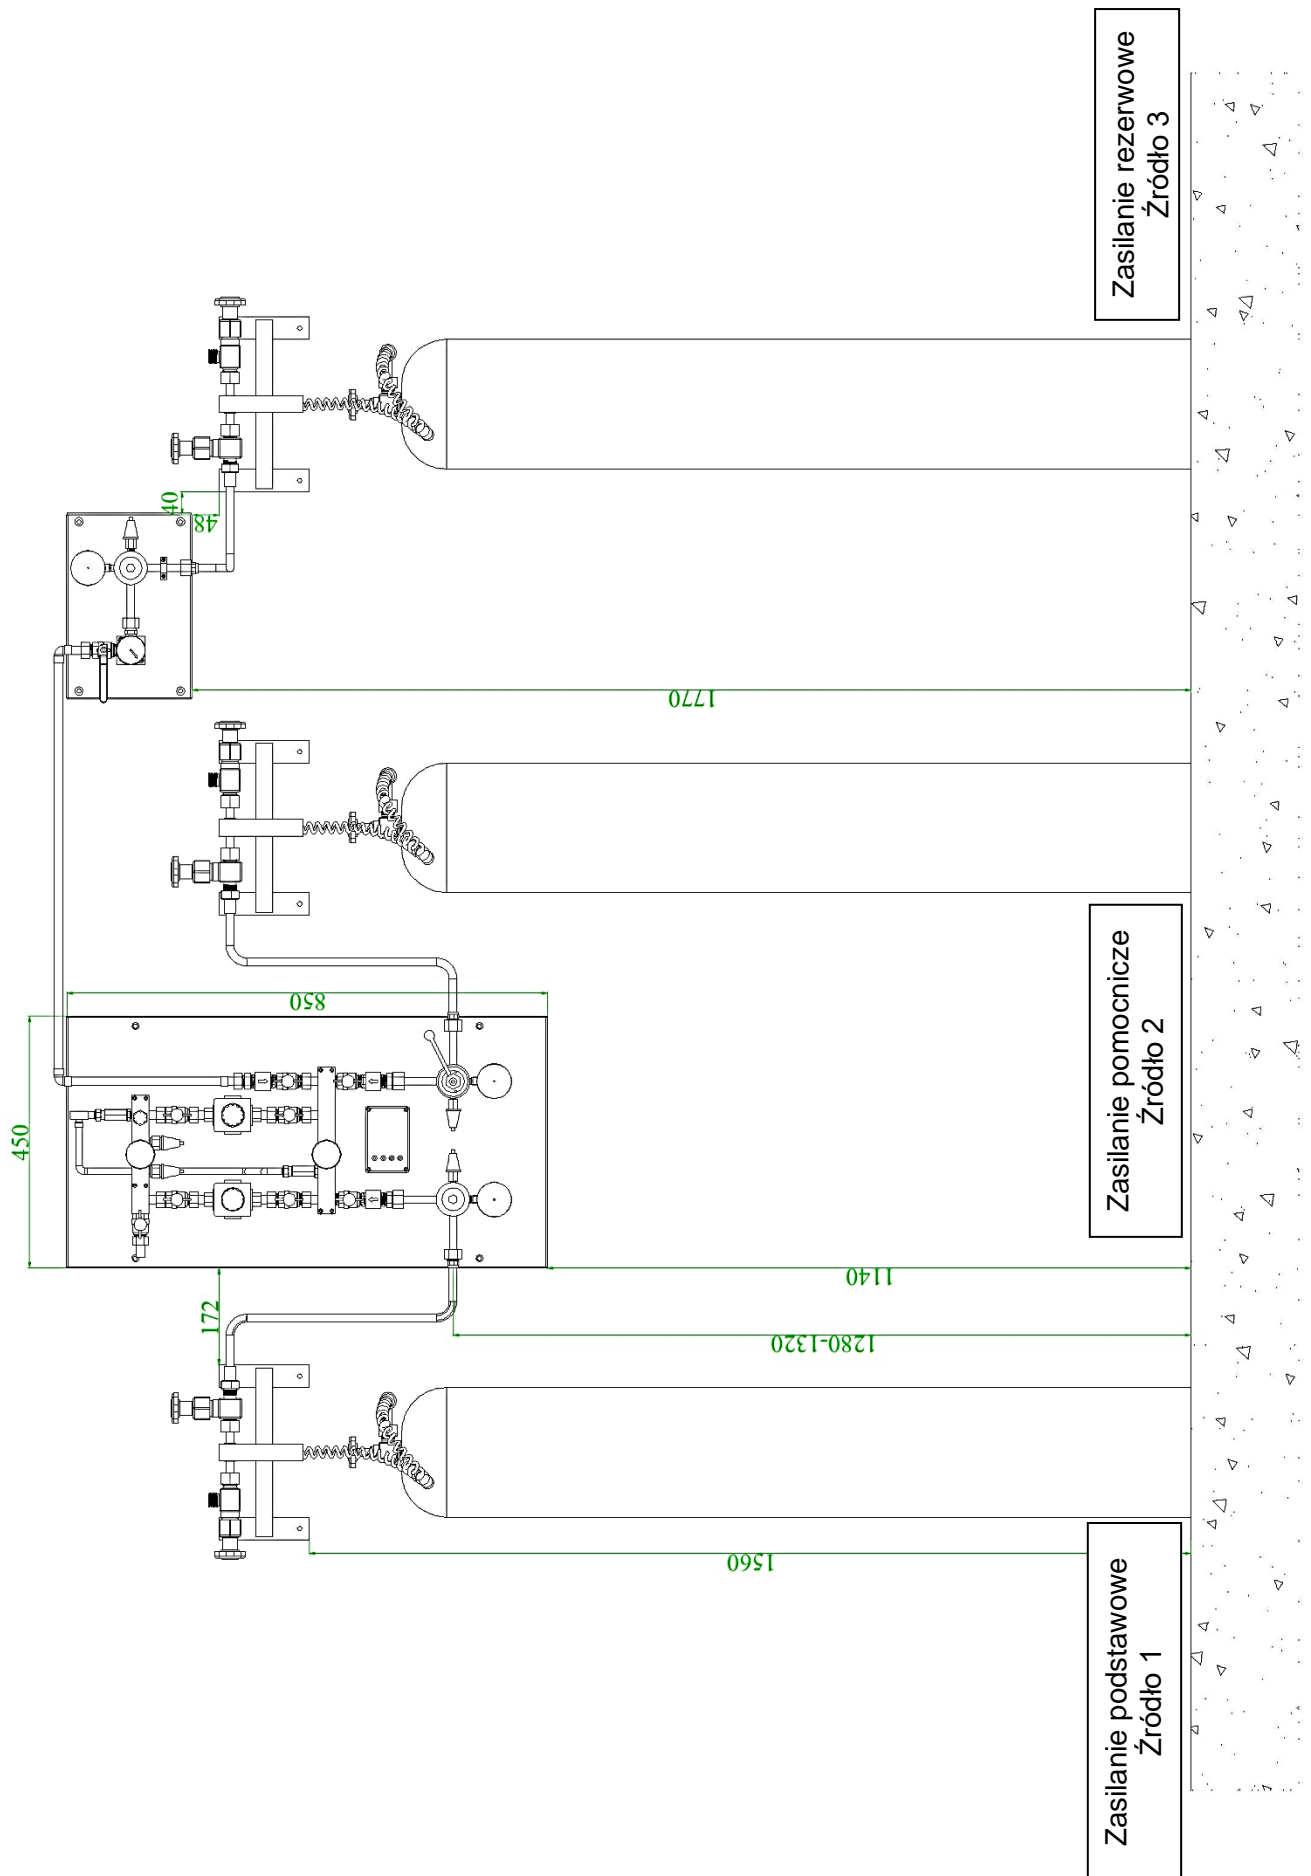 Zasilanie rezerwowe
Źródło 3
40
48
1770
850
450
Zasilanie pomocnicze
Źródło 2
1140
172
1280-1320
1560
Zasilanie podstawowe
Źródło 1